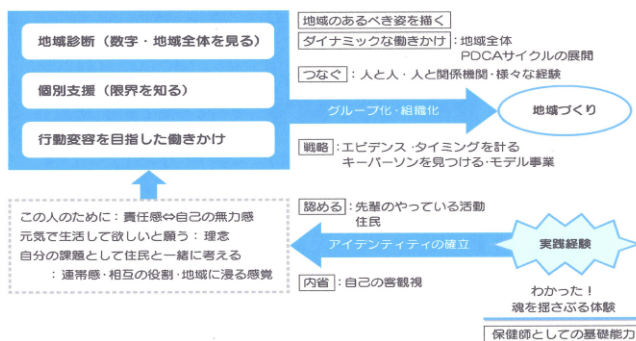 地域のあるべき姿を描く
地域診断（数字・地域全体を見る）
ダイナミックな働きかけ：地域全体
PDCAサイクルの展開
個別支援（限界を知る）
つなぐ：人と人・人と関係機関・様々な経験
グループ化・組織化
地域づくり
行動変容を目指した働きかけ
戦略：エビデンス・タイミングを計る
キーパーソンを見つける・モデル事業
この人のために：責任感⇔自己の無力感
元気で生活して欲しいと願う：理念
自分の課題として住民と一緒に考える
：連帯感・相互の役割・地域に浸る感覚
認める：先輩のやっている活動
住民
アイデンティティの確立
実践経験
内省：自己の客観視
わかった！
魂を揺さぶる体験
保健師としての基礎能力